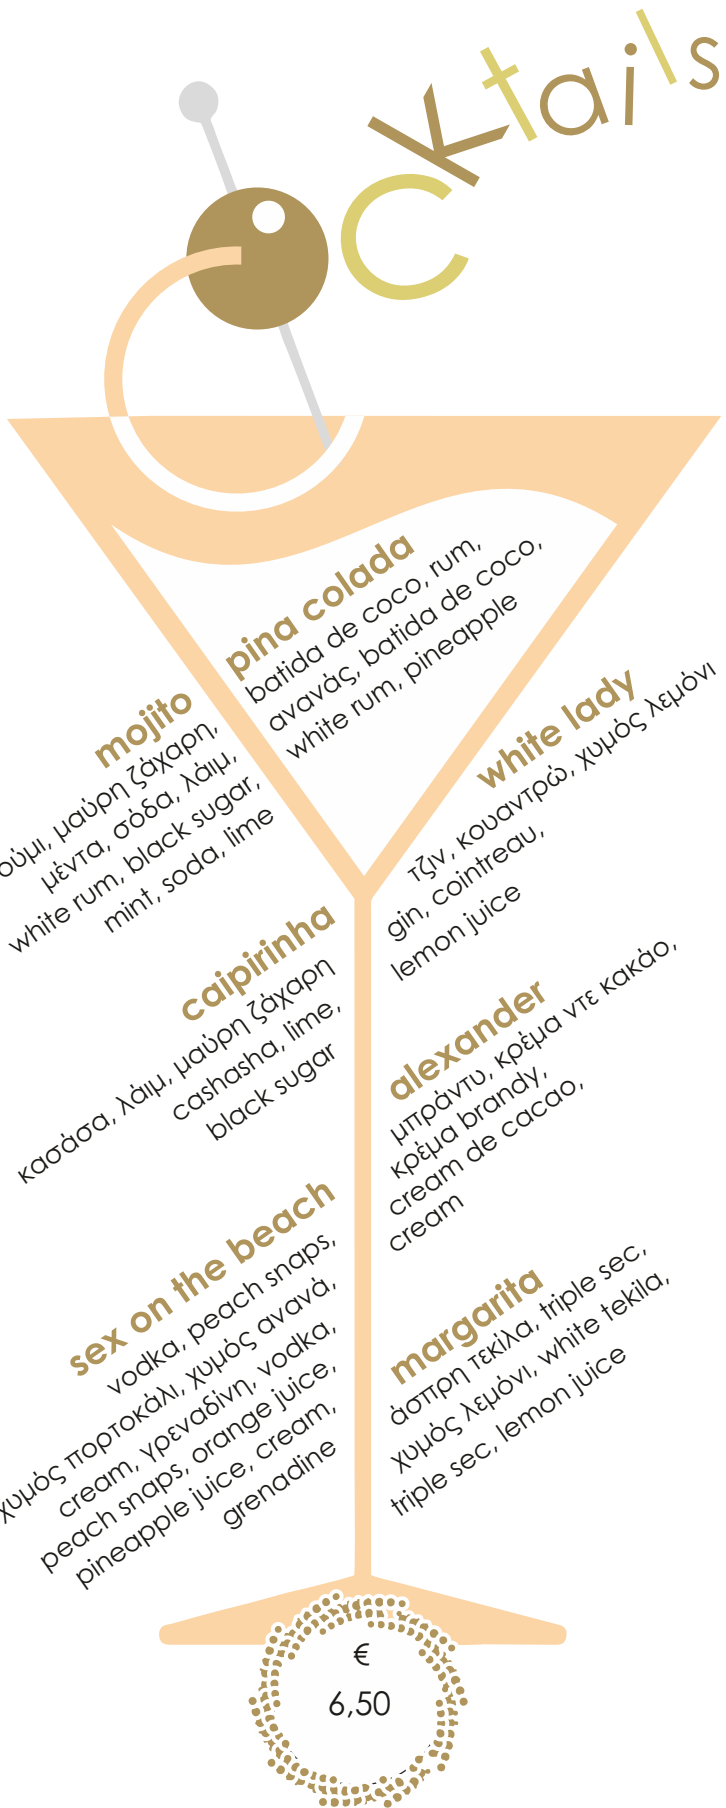 cocktails
pina colada
batida de coco, rum,
ανανάς, batida de coco,
white rum, pineapple
mojito
ούμι, μαύρη ζάχαρη,
μέντα, σόδα, λάιμ,
white rum, black sugar,
mint, soda, lime
white lady
τζιν, κουαντρώ, χυμός λεμόνι
gin, cointreau,
lemon juice
caipirinha
κασάσα, λάιμ, μαύρη ζάχαρη
cashasha, lime,
black sugar
alexander
μπράντυ, κρέμα ντε κακάο,
κρέμα brandy,
cream de cacao,
cream
sex on the beach
vodka, peach snaps,
χυμός πορτοκάλι, χυμός ανανά,
cream, γρεναδίνη, vodka,
peach snaps, orange juice,
pineapple juice, cream,
grenadine
margarita
άσπρη τεκίλα, triple sec,
χυμός λεμόνι, white tekila,
triple sec, lemon juice
€
6,50